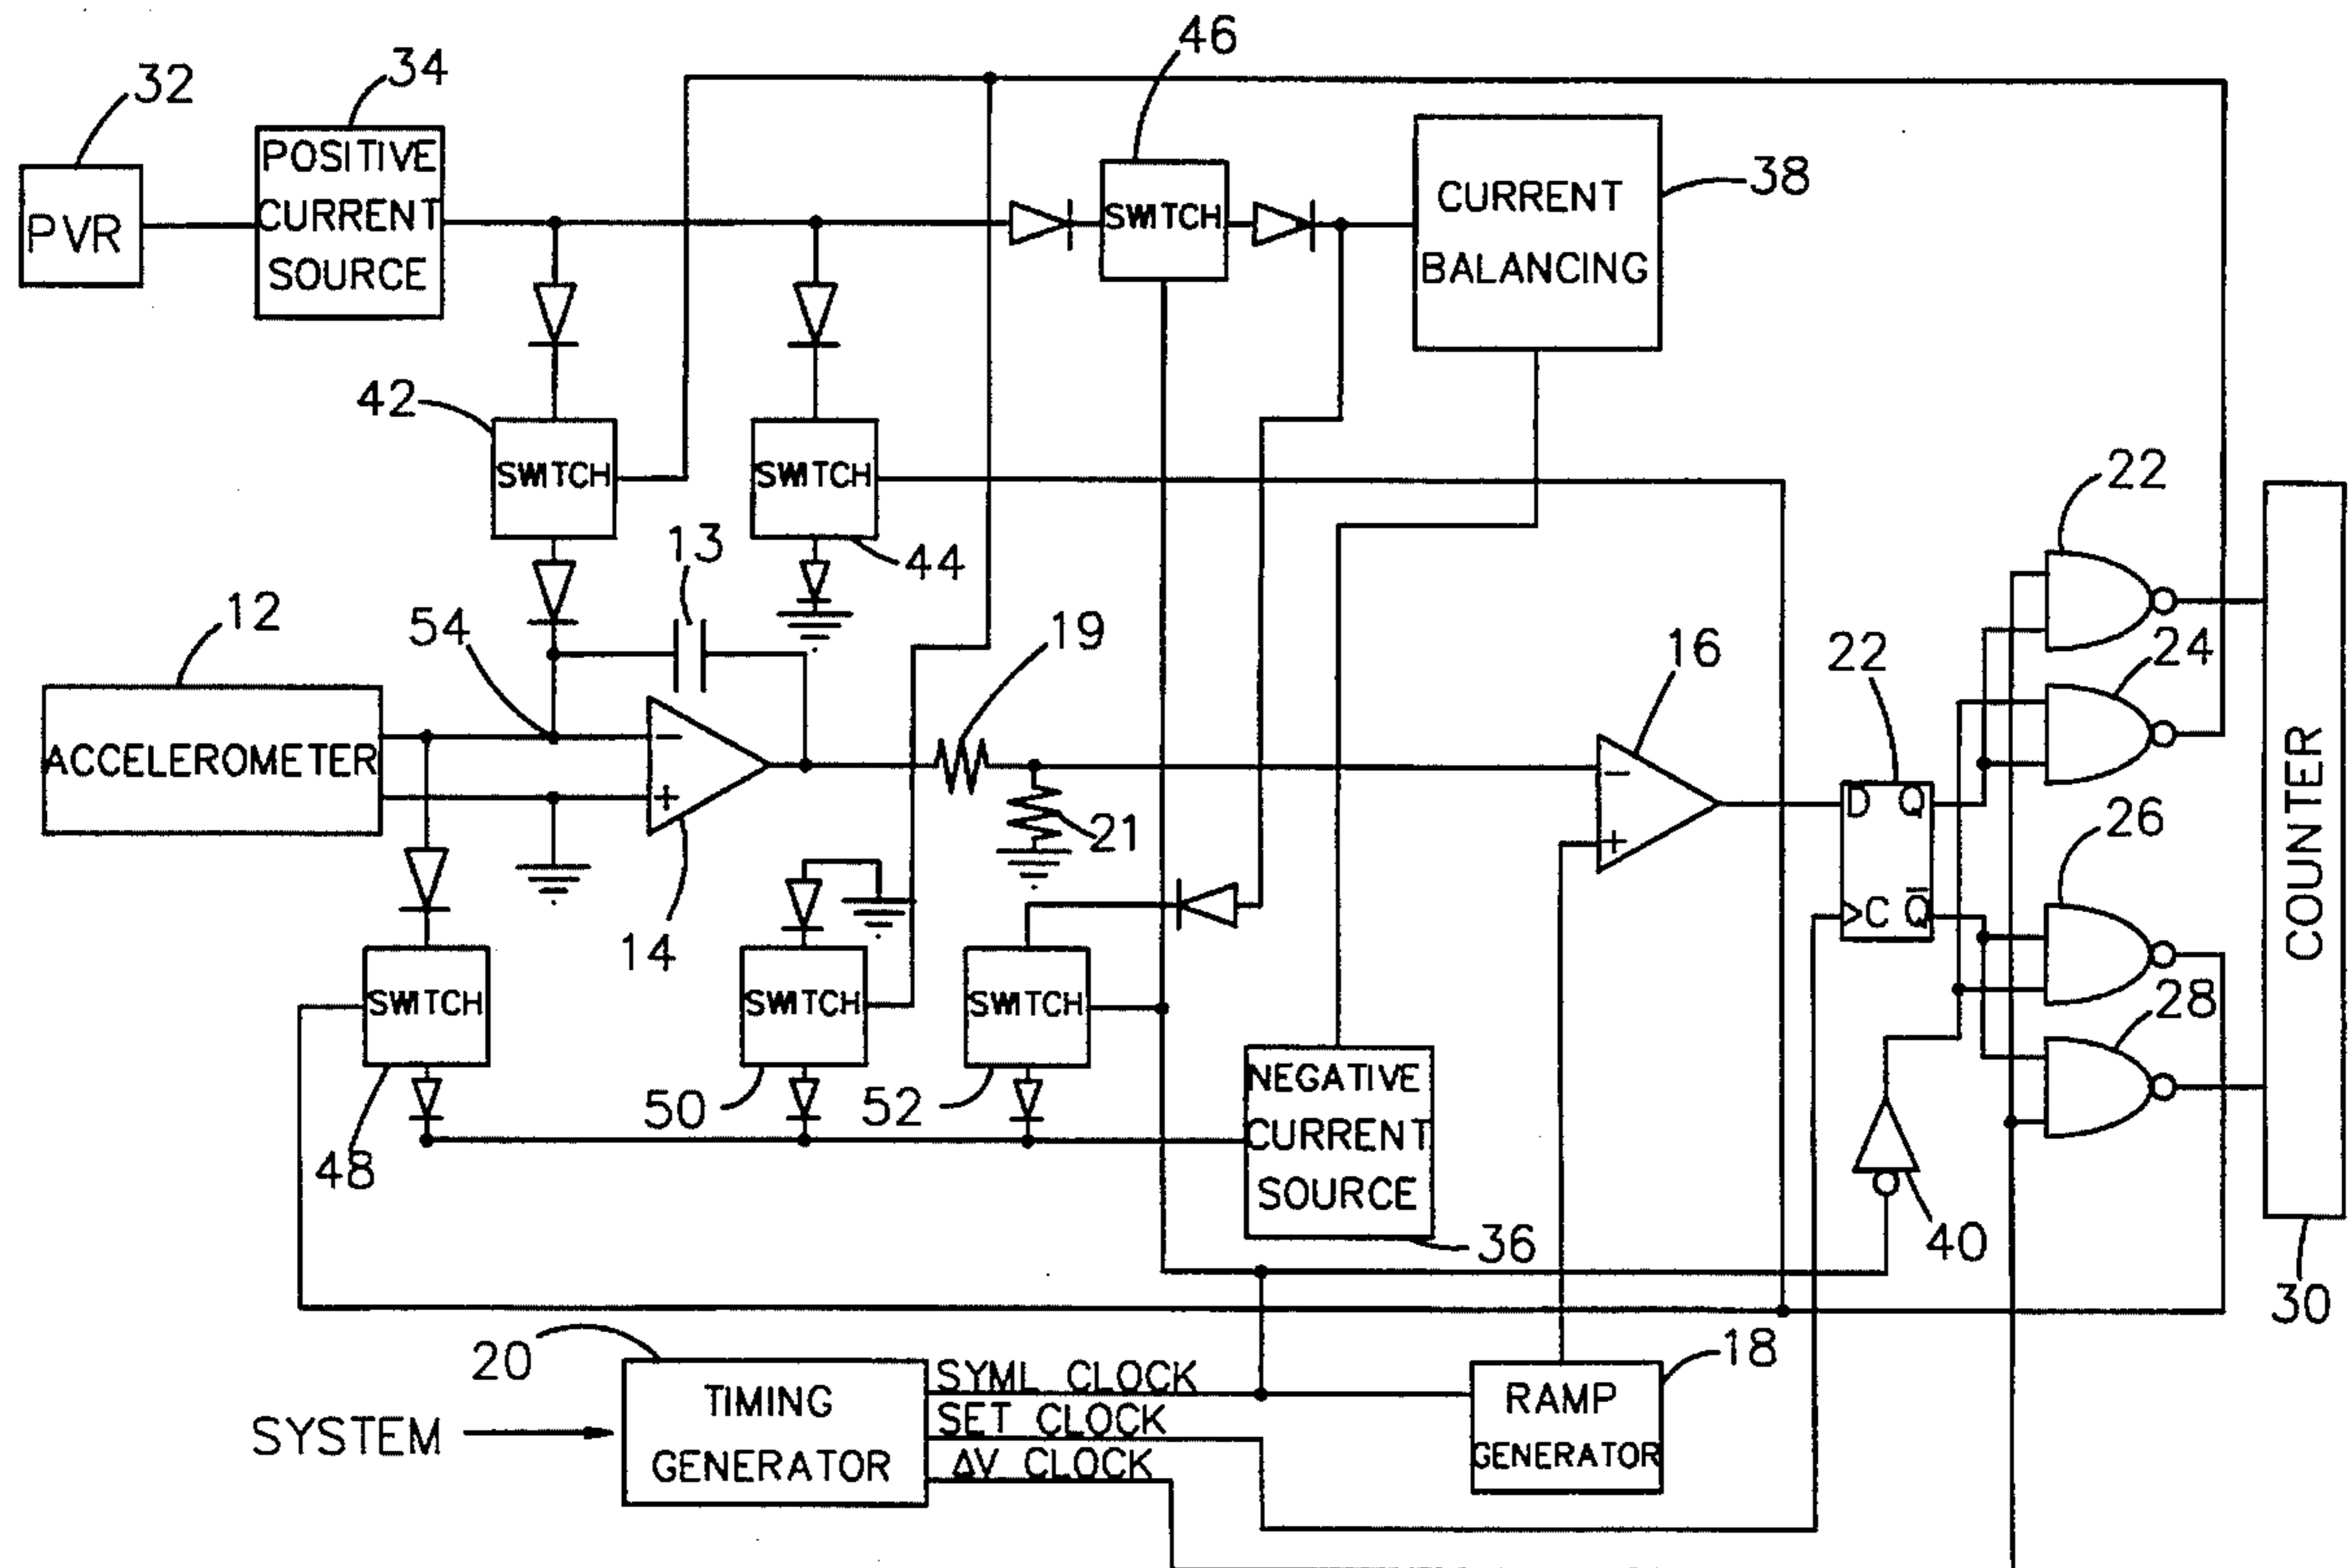 46
32
34
PVR
POSITIVE
CURRENT
SOURCE
SWITCH
CURRENT
BALANCING
38
42
SWITCH
SWITCH
44
13
22
12
54
19
16
22
24
ACCELEROMETER
−
+
14
21
−
+
D Q
C Q̅
26
28
COUNTER
SWITCH
SWITCH
SWITCH
48
50
52
NEGATIVE
CURRENT
SOURCE
36
40
30
20
SYSTEM
TIMING
GENERATOR
SYML CLOCK
SET CLOCK
ΔV CLOCK
RAMP
GENERATOR
18